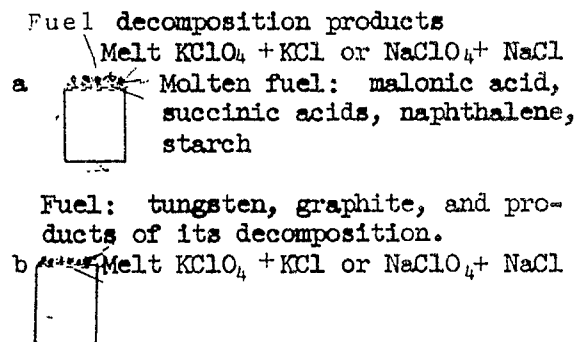 Fuel decomposition products
Melt KClO₄ +KCl or NaClO₄+ NaCl
a Molten fuel: malonic acid,
succinic acids, naphthalene,
starch
Fuel: tungsten, graphite, and pro-
ducts of its decomposition.
b Melt KClO₄ +KCl or NaClO₄+ NaCl